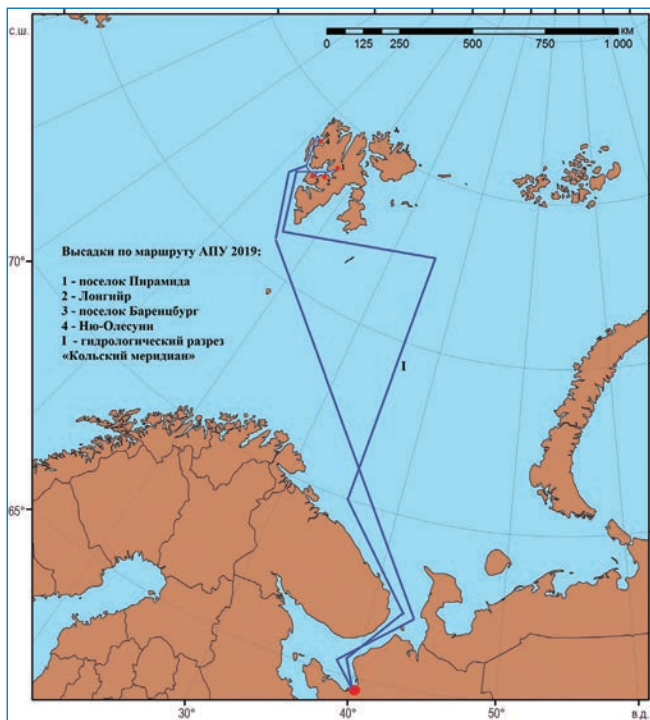 с.ш.
км
0 125 250 500 750 1 000
70°
Высадки по маршруту АПУ 2019:
1 - поселок Пирамида
2 - Лонгийр
3 - поселок Баренцбург
4 - Ню-Олесунн
I - гидрологический разрез
«Кольский меридиан»
I
65°
30° 40° 50° в.д.